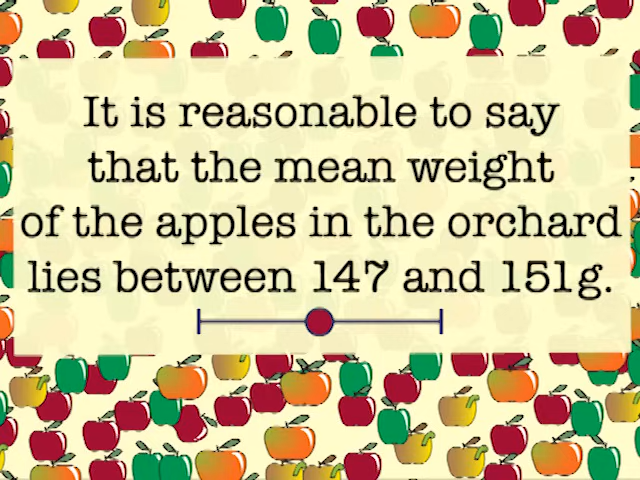 It is reasonable to say
that the mean weight
of the apples in the orchard
lies between 147 and 151g.